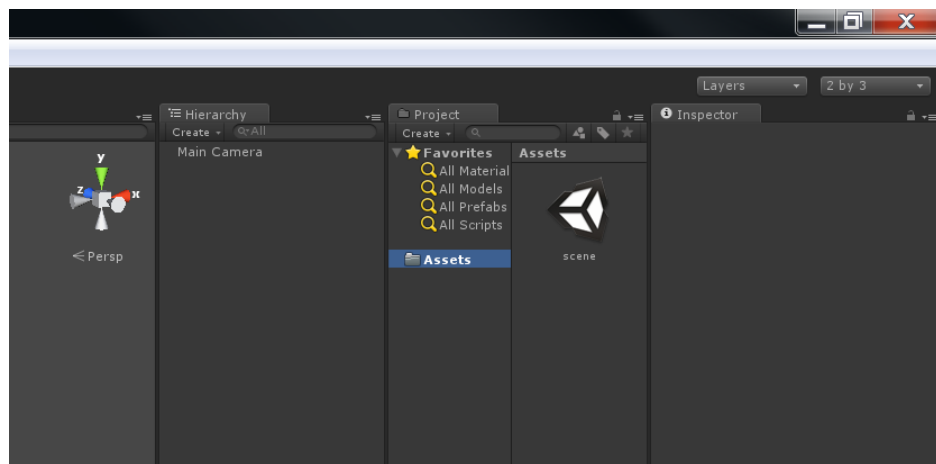 Layers
2 by 3
Hierarchy
Create
All
Main Camera
Project
Create
Favorites
All Material
All Models
All Prefabs
All Scripts
Assets
Assets
scene
Inspector
y
z
x
Persp